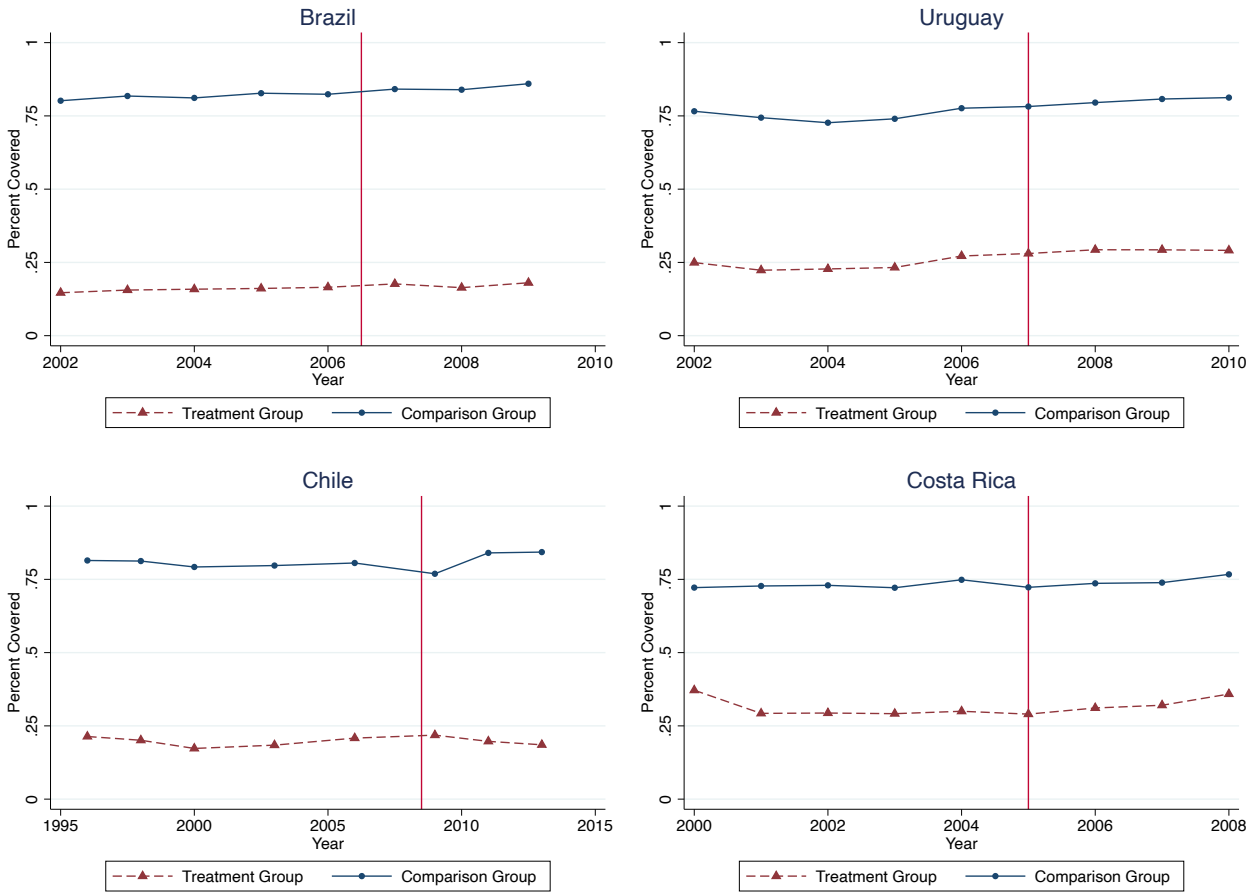 Brazil
Percent Covered
1
.75
.5
.25
0
2002 2004 2006 2008 2010
Year
Treatment Group Comparison Group
Uruguay
Percent Covered
1
.75
.5
.25
0
2002 2004 2006 2008 2010
Year
Treatment Group Comparison Group
Chile
Percent Covered
1
.75
.5
.25
0
1995 2000 2005 2010 2015
Year
Treatment Group Comparison Group
Costa Rica
Percent Covered
1
.75
.5
.25
0
2000 2002 2004 2006 2008
Year
Treatment Group Comparison Group